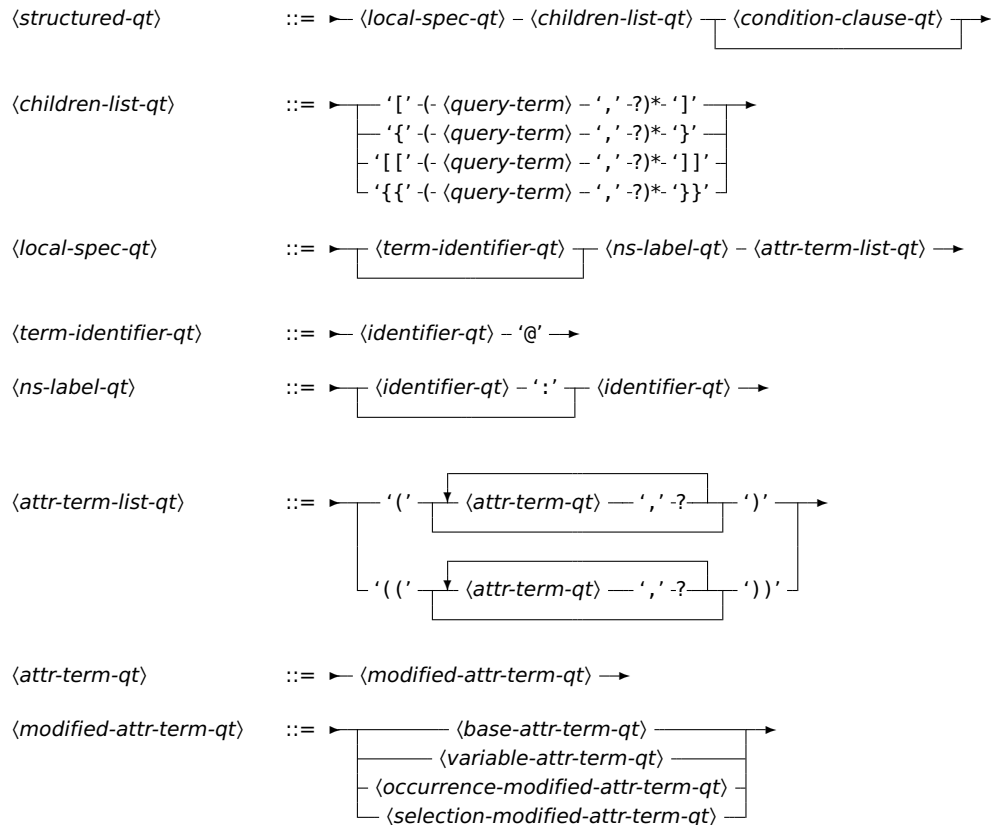 ⟨structured-qt⟩ ::= ⟨local-spec-qt⟩ ⟨children-list-qt⟩ ⟨condition-clause-qt⟩
⟨children-list-qt⟩ ::= ‘[’ -(- ⟨query-term⟩ – ‘,’ -?)*- ‘]’
‘{’ -(- ⟨query-term⟩ – ‘,’ -?)*- ‘}’
‘[[’ -(- ⟨query-term⟩ – ‘,’ -?)*- ‘]]’
‘{{’ -(- ⟨query-term⟩ – ‘,’ -?)*- ‘}}’
⟨local-spec-qt⟩ ::= ⟨term-identifier-qt⟩ ⟨ns-label-qt⟩ ⟨attr-term-list-qt⟩
⟨term-identifier-qt⟩ ::= ⟨identifier-qt⟩ ‘@’
⟨ns-label-qt⟩ ::= ⟨identifier-qt⟩ ‘:’ ⟨identifier-qt⟩
⟨attr-term-list-qt⟩ ::= ‘(’ ⟨attr-term-qt⟩ ‘,’ -? ‘)’
‘((’ ⟨attr-term-qt⟩ ‘,’ -? ‘))’
⟨attr-term-qt⟩ ::= ⟨modified-attr-term-qt⟩
⟨modified-attr-term-qt⟩ ::= ⟨base-attr-term-qt⟩
⟨variable-attr-term-qt⟩
⟨occurrence-modified-attr-term-qt⟩
⟨selection-modified-attr-term-qt⟩